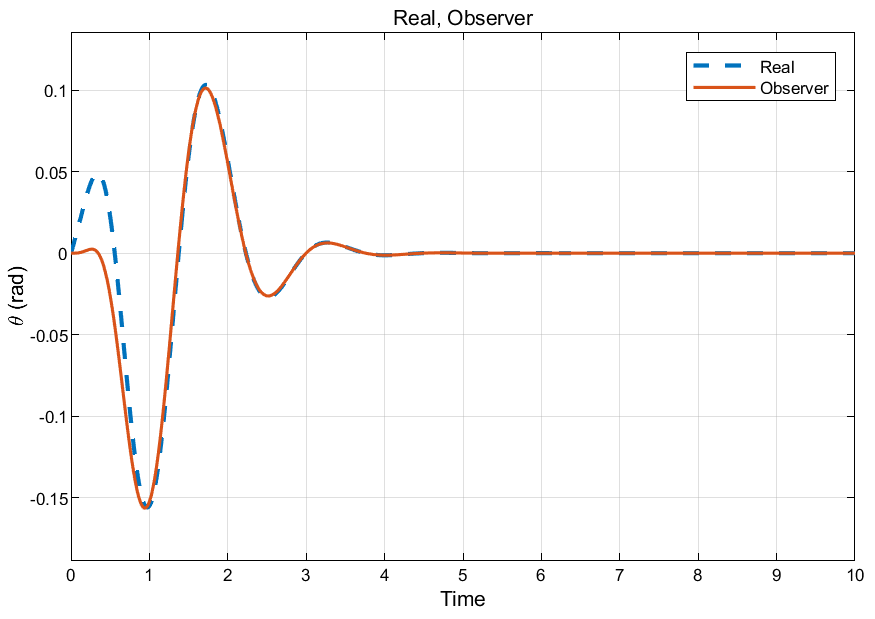 Real, Observer
Real
Observer
0.1
0.05
0
-0.05
-0.1
-0.15
θ (rad)
0 1 2 3 4 5 6 7 8 9 10
Time